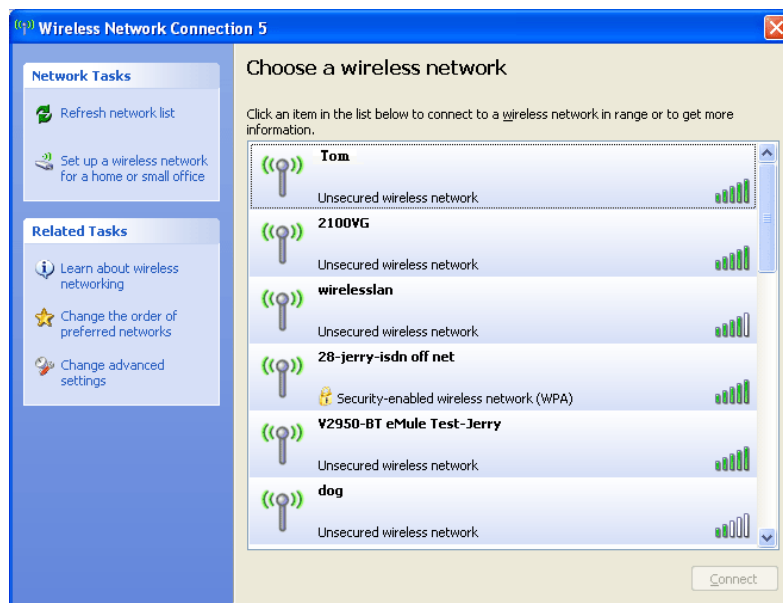 Wireless Network Connection 5
Network Tasks
Refresh network list
Set up a wireless network
for a home or small office
Related Tasks
Learn about wireless
networking
Change the order of
preferred networks
Change advanced
settings
Choose a wireless network
Click an item in the list below to connect to a wireless network in range or to get more
information.
Tom
Unsecured wireless network
2100VG
Unsecured wireless network
wirelesslan
Unsecured wireless network
28-jerry-isdn off net
Security-enabled wireless network (WPA)
V2950-BT eMule Test-Jerry
Unsecured wireless network
dog
Unsecured wireless network
Connect